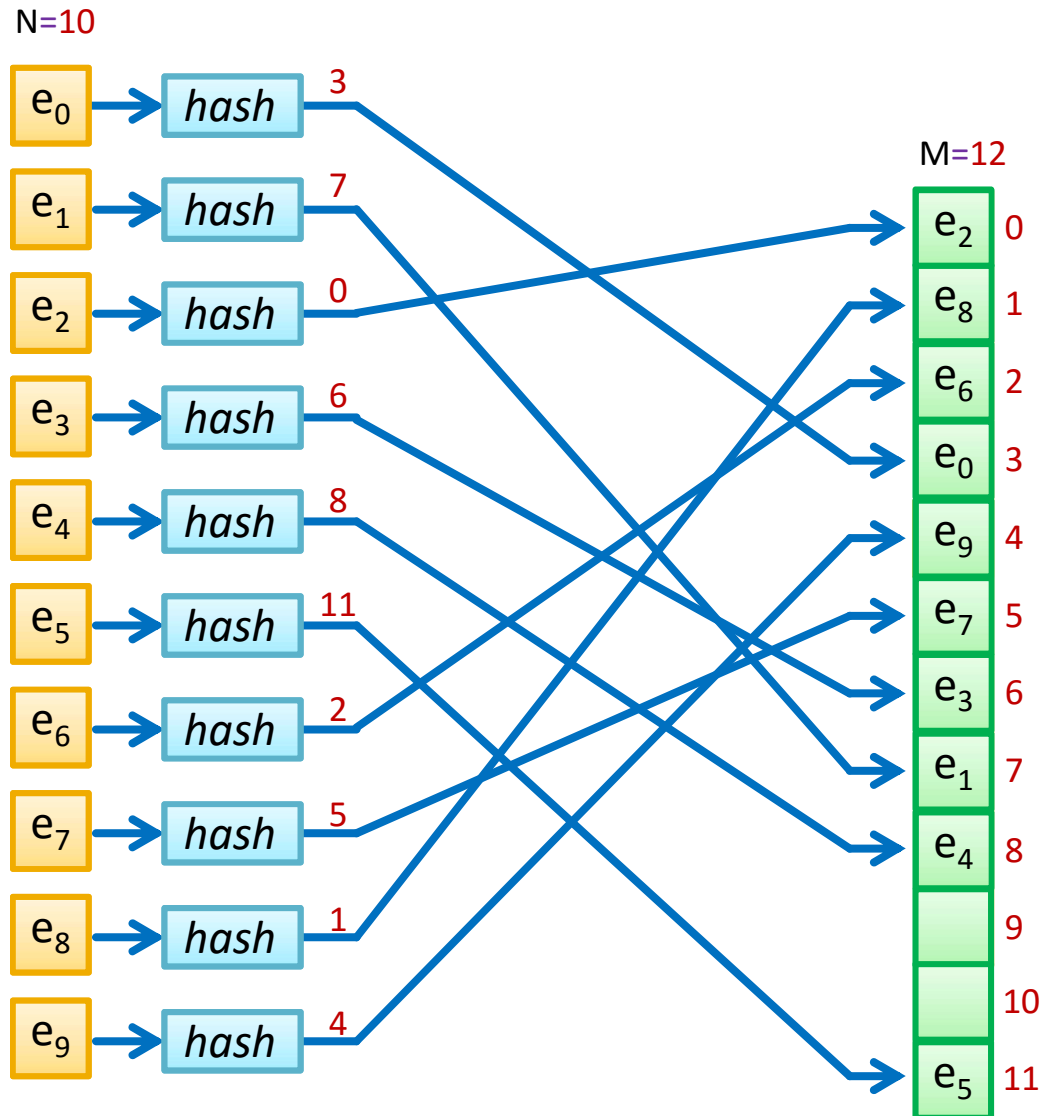 N=10
e0 hash 3
e1 hash 7
e2 hash 0
e3 hash 6
e4 hash 8
e5 hash 11
e6 hash 2
e7 hash 5
e8 hash 1
e9 hash 4
M=12
e2 0
e8 1
e6 2
e0 3
e9 4
e7 5
e3 6
e1 7
e4 8
9
10
e5 11